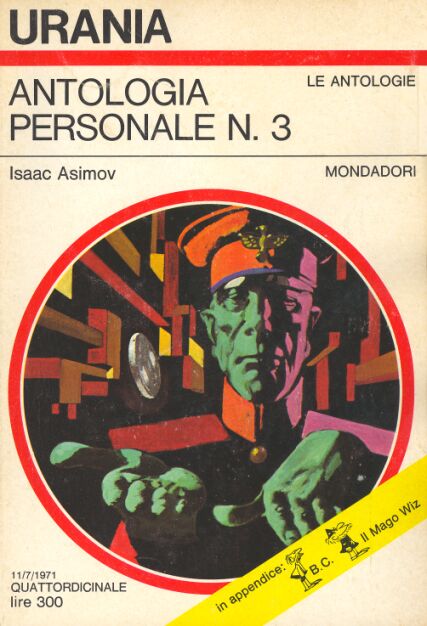 URANIA
LE ANTOLOGIE
ANTOLOGIA
PERSONALE N. 3
Isaac Asimov
MONDADORI
11/7/1971
QUATTORDICINALE
lire 300
in appendice:
B.C.
Il Mago Wiz